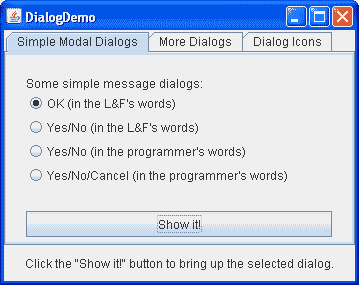 DialogDemo
Simple Modal Dialogs More Dialogs Dialog Icons
Some simple message dialogs:
OK (in the L&F's words)
Yes/No (in the L&F's words)
Yes/No (in the programmer's words)
Yes/No/Cancel (in the programmer's words)
Show it!
Click the "Show it!" button to bring up the selected dialog.